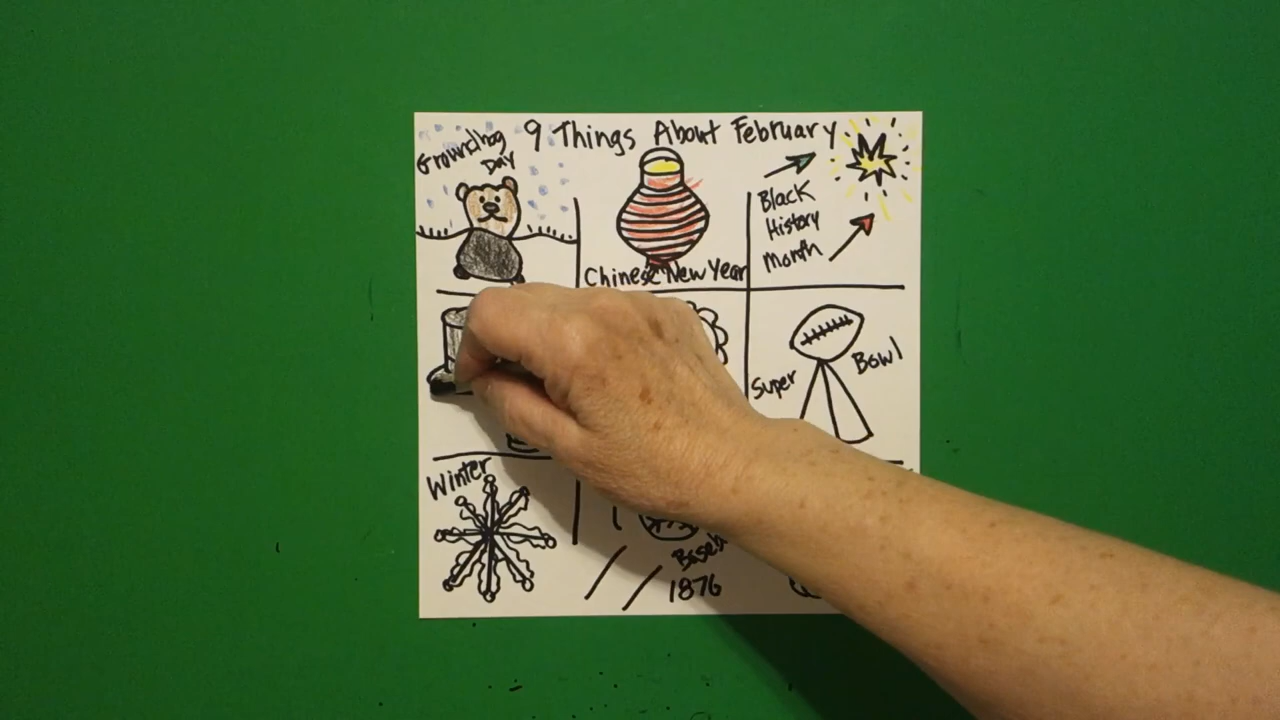 9 Things About February
Groundhog
Day
Chinese New Year
Black
History
Month
Super
Bowl
Winter
1876